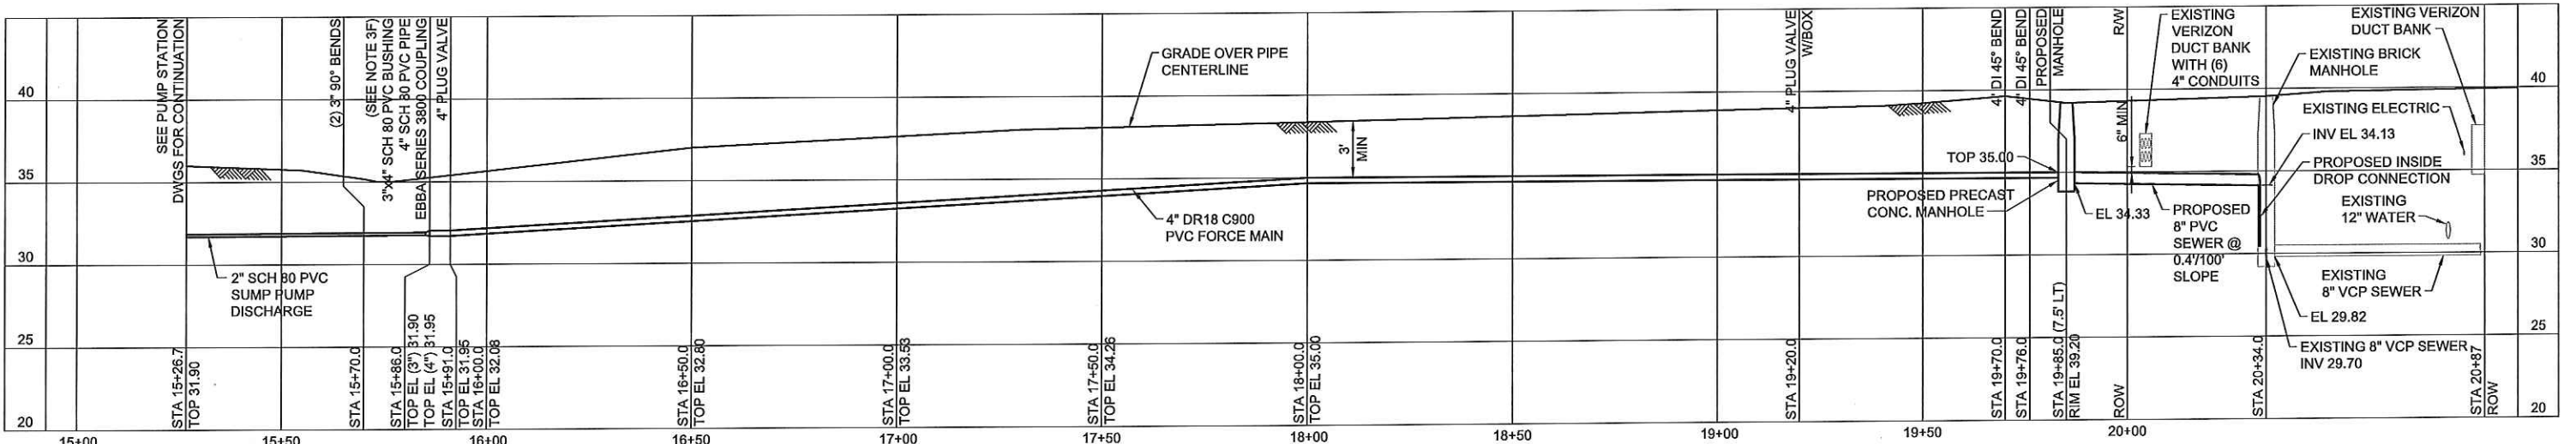 SEE PUMP STATION
DWGS FOR CONTINUATION
(2) 3" 90° BENDS
(SEE NOTE 3F)
3"x4" SCH 80 PVC BUSHING
4" SCH 80 PVC PIPE
EBBA SERIES 3800 COUPLING
4" PLUG VALVE
GRADE OVER PIPE
CENTERLINE
4" PLUG VALVE
W/BOX
4' DI 45° BEND
4" DI 45° BEND
PROPOSED
MANHOLE
R/W
EXISTING
VERIZON
DUCT BANK
WITH (6)
4" CONDUITS
EXISTING VERIZON
DUCT BANK
EXISTING BRICK
MANHOLE
EXISTING ELECTRIC
INV EL 34.13
PROPOSED INSIDE
DROP CONNECTION
EXISTING
12" WATER
EXISTING
8" VCP SEWER
EL 29.82
EXISTING 8" VCP SEWER
INV 29.70
40
35
30
25
20
40
35
30
25
20
3'
MIN
6" MIN
TOP 35.00
PROPOSED PRECAST
CONC. MANHOLE
EL 34.33
PROPOSED
8" PVC
SEWER @
0.4'/100'
SLOPE
4" DR18 C900
PVC FORCE MAIN
2" SCH 80 PVC
SUMP PUMP
DISCHARGE
STA 15+26.7
TOP 31.90
STA 15+70.0
STA 15+86.0
TOP EL (3") 31.90
TOP EL (4") 31.95
STA 15+91.0
TOP EL 31.95
STA 16+00.0
TOP EL 32.08
STA 16+50.0
TOP EL 32.80
STA 17+00.0
TOP EL 33.53
STA 17+50.0
TOP EL 34.26
STA 18+00.0
TOP EL 35.00
STA 19+20.0
STA 19+70.0
STA 19+76.0
STA 19+85.0 (7.5' LT)
RIM EL 39.20
ROW
STA 20+34.0
STA 20+87
ROW
15+00
15+50
16+00
16+50
17+00
17+50
18+00
18+50
19+00
19+50
20+00